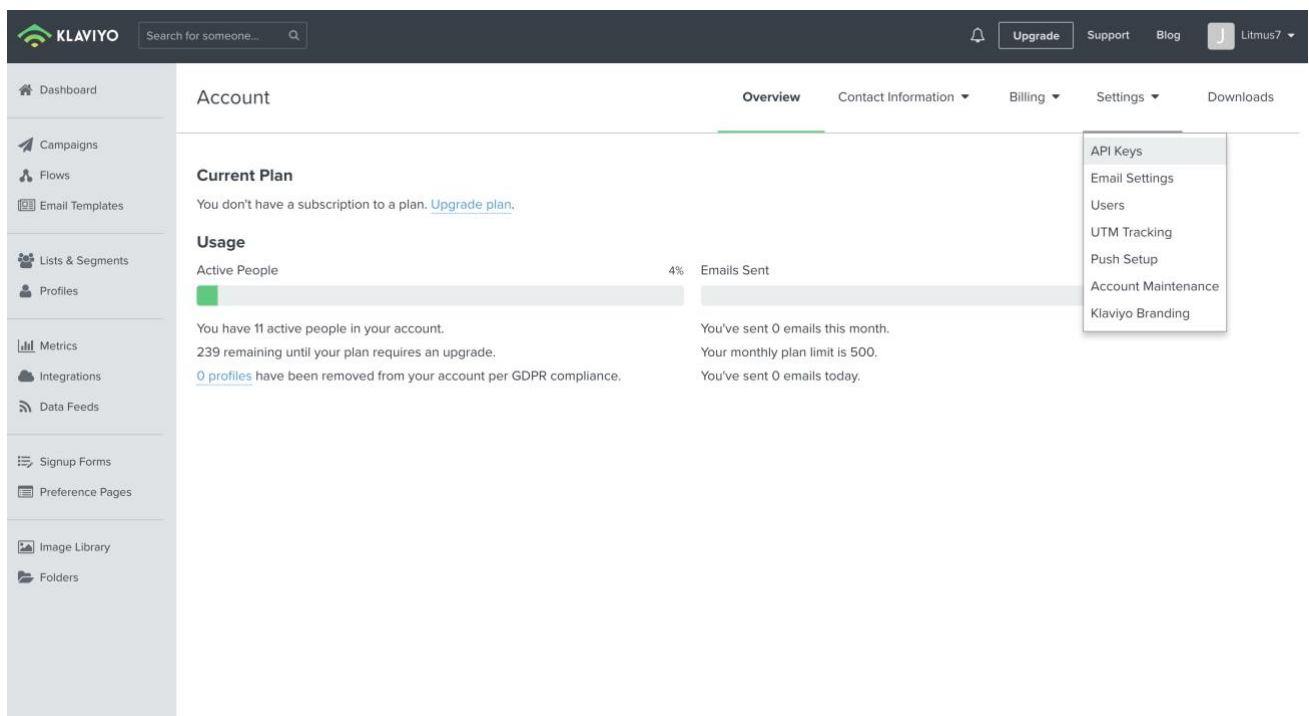 KLAVIYO
Search for someone...
Upgrade
Support
Blog
J
Litmus7
Dashboard
Campaigns
Flows
Email Templates
Lists & Segments
Profiles
Metrics
Integrations
Data Feeds
Signup Forms
Preference Pages
Image Library
Folders
Account
Overview
Contact Information
Billing
Settings
Downloads
API Keys
Email Settings
Users
UTM Tracking
Push Setup
Account Maintenance
Klaviyo Branding
Current Plan
You don't have a subscription to a plan. Upgrade plan.
Usage
Active People
4%
You have 11 active people in your account.
239 remaining until your plan requires an upgrade.
0 profiles have been removed from your account per GDPR compliance.
Emails Sent
You've sent 0 emails this month.
Your monthly plan limit is 500.
You've sent 0 emails today.